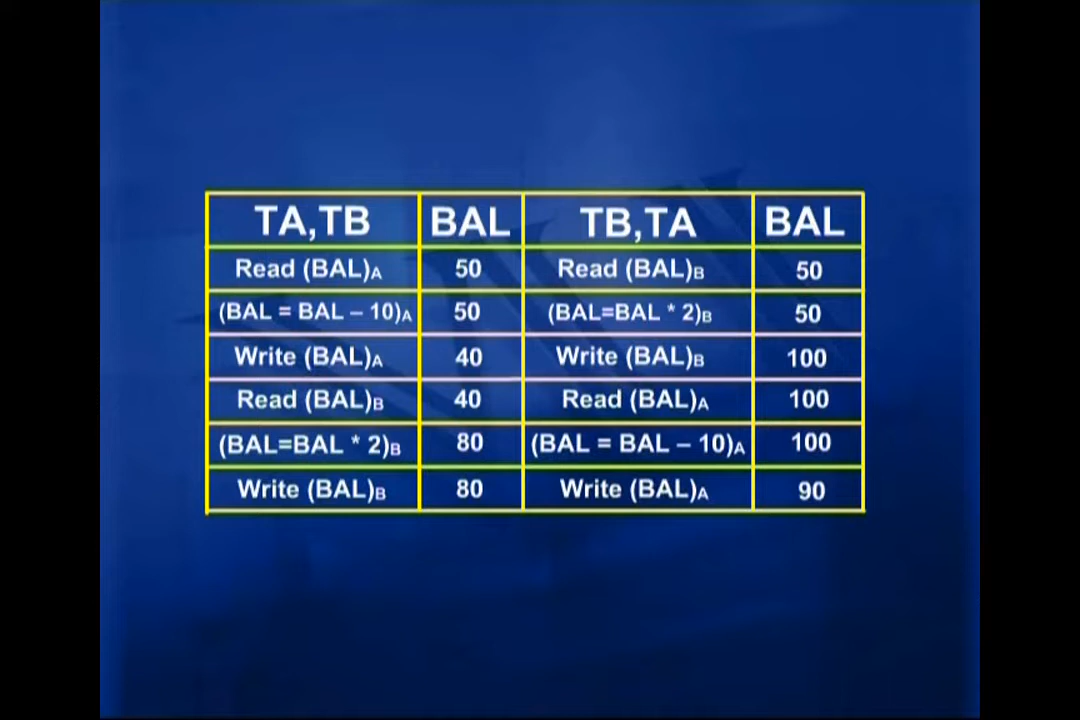 TA,TB BAL TB,TA BAL
Read (BAL)A 50 Read (BAL)B 50
(BAL = BAL – 10)A 50 (BAL=BAL * 2)B 50
Write (BAL)A 40 Write (BAL)B 100
Read (BAL)B 40 Read (BAL)A 100
(BAL=BAL * 2)B 80 (BAL = BAL – 10)A 100
Write (BAL)B 80 Write (BAL)A 90